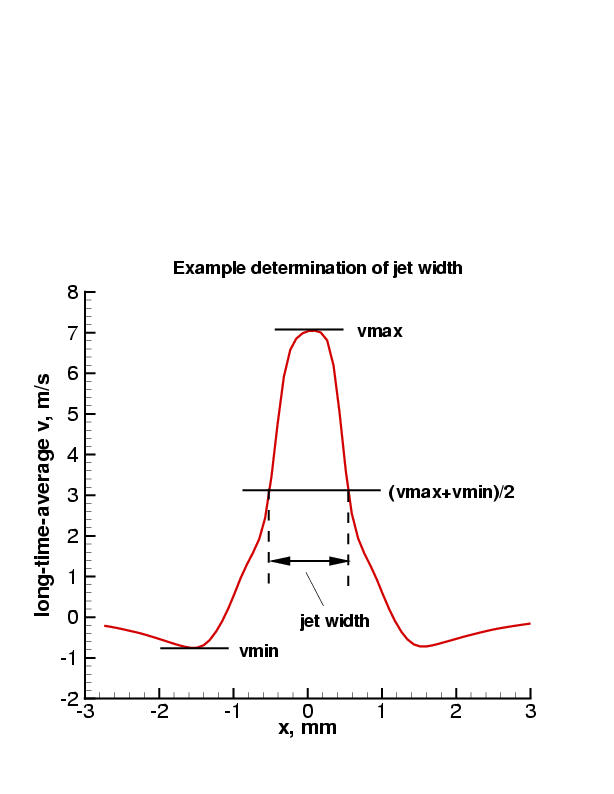 Example determination of jet width
8
7
6
5
4
3
2
1
0
-1
-2
long-time-average v, m/s
vmax
(vmax+vmin)/2
jet width
vmin
-3 -2 -1 0 1 2 3
x, mm